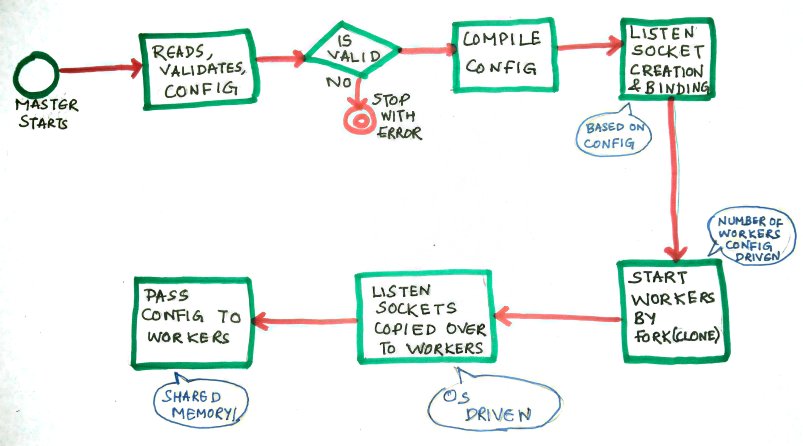 MASTER
STARTS
READS,
VALIDATES,
CONFIG
IS
VALID
NO
STOP
WITH
ERROR
COMPILE
CONFIG
LISTEN
SOCKET
CREATION
& BINDING
BASED ON
CONFIG
NUMBER OF
WORKERS
CONFIG
DRIVEN
START
WORKERS
BY
FORK(CLONE)
LISTEN
SOCKETS
COPIED OVER
TO WORKERS
OS
DRIVEN
PASS
CONFIG TO
WORKERS
SHARED
MEMORY!